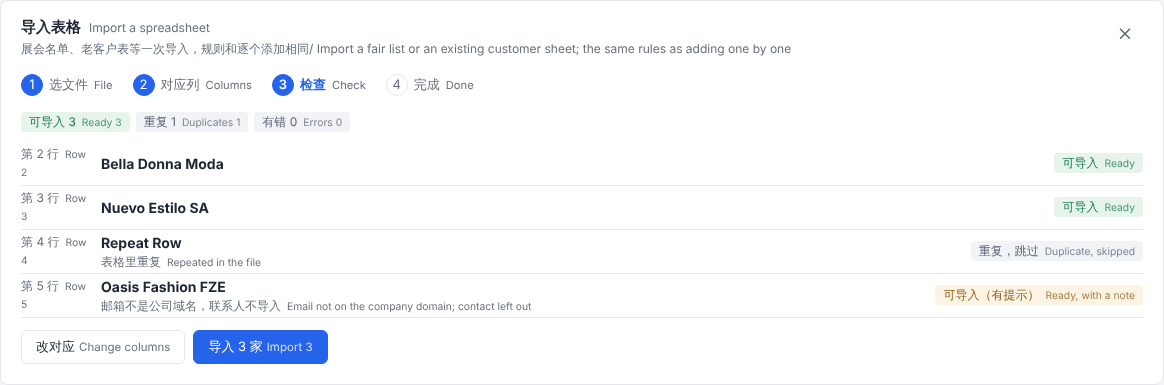 导入表格 Import a spreadsheet
展会名单、老客户表等一次导入，规则和逐个添加相同/ Import a fair list or an existing customer sheet; the same rules as adding one by one
1 选文件 File 2 对应列 Columns 3 检查 Check 4 完成 Done
可导入 3 Ready 3 重复 1 Duplicates 1 有错 0 Errors 0
第 2 行 Row 2 Bella Donna Moda 可导入 Ready
第 3 行 Row 3 Nuevo Estilo SA 可导入 Ready
第 4 行 Row 4 Repeat Row 重复，跳过 Duplicate, skipped
表格里重复 Repeated in the file
第 5 行 Row 5 Oasis Fashion FZE 可导入（有提示） Ready, with a note
邮箱不是公司域名，联系人不导入 Email not on the company domain; contact left out
改对应 Change columns 导入 3 家 Import 3